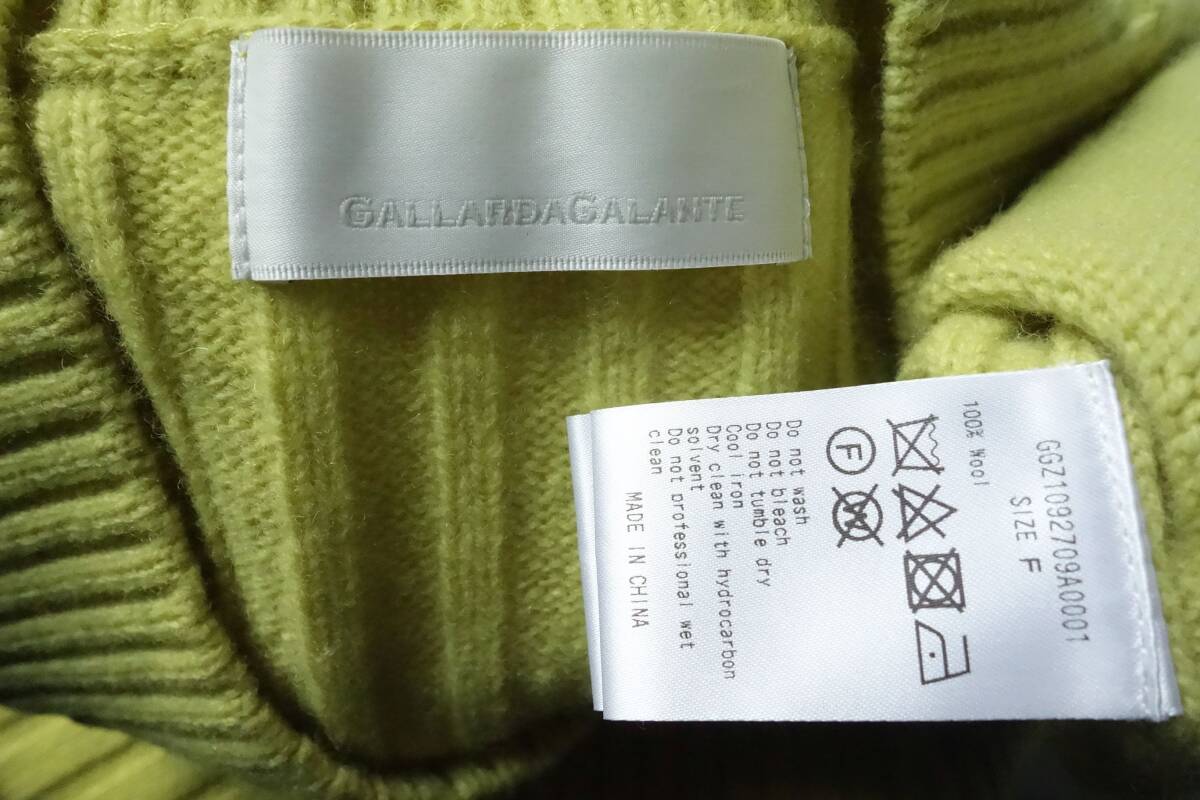 GALLARDAGALANTE
GGZ1092709A0001
SIZE F
100% Wool
F
W
Do not wash
Do not bleach
Do not tumble dry
Cool iron
Dry clean with hydrocarbon
solvent
Do not professional wet
clean
MADE IN CHINA